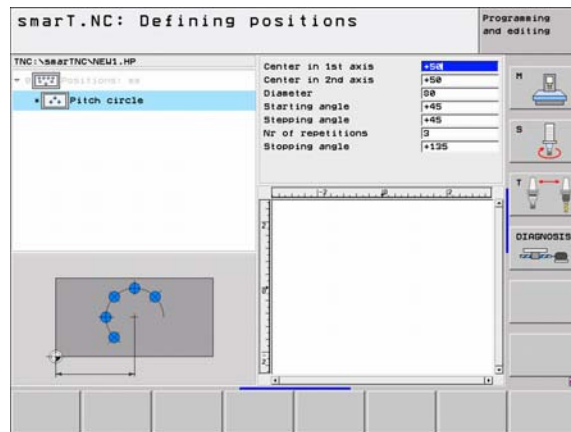 smarT.NC: Defining positions
Programming
and editing
TNC:\smarTNC\NEW1.HP
0 Positions: mm
Pitch circle
Center in 1st axis +50
Center in 2nd axis +50
Diameter 80
Starting angle +45
Stepping angle +45
Nr of repetitions 3
Stopping angle +135
M
S
T
DIAGNOSIS